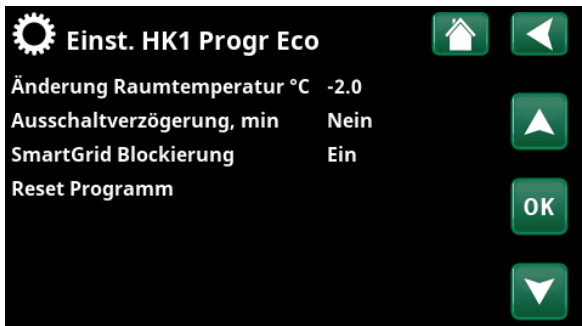 Einst. HK1 Progr Eco
Änderung Raumtemperatur °C -2.0
Ausschaltverzögerung, min Nein
SmartGrid Blockierung Ein
Reset Programm
OK